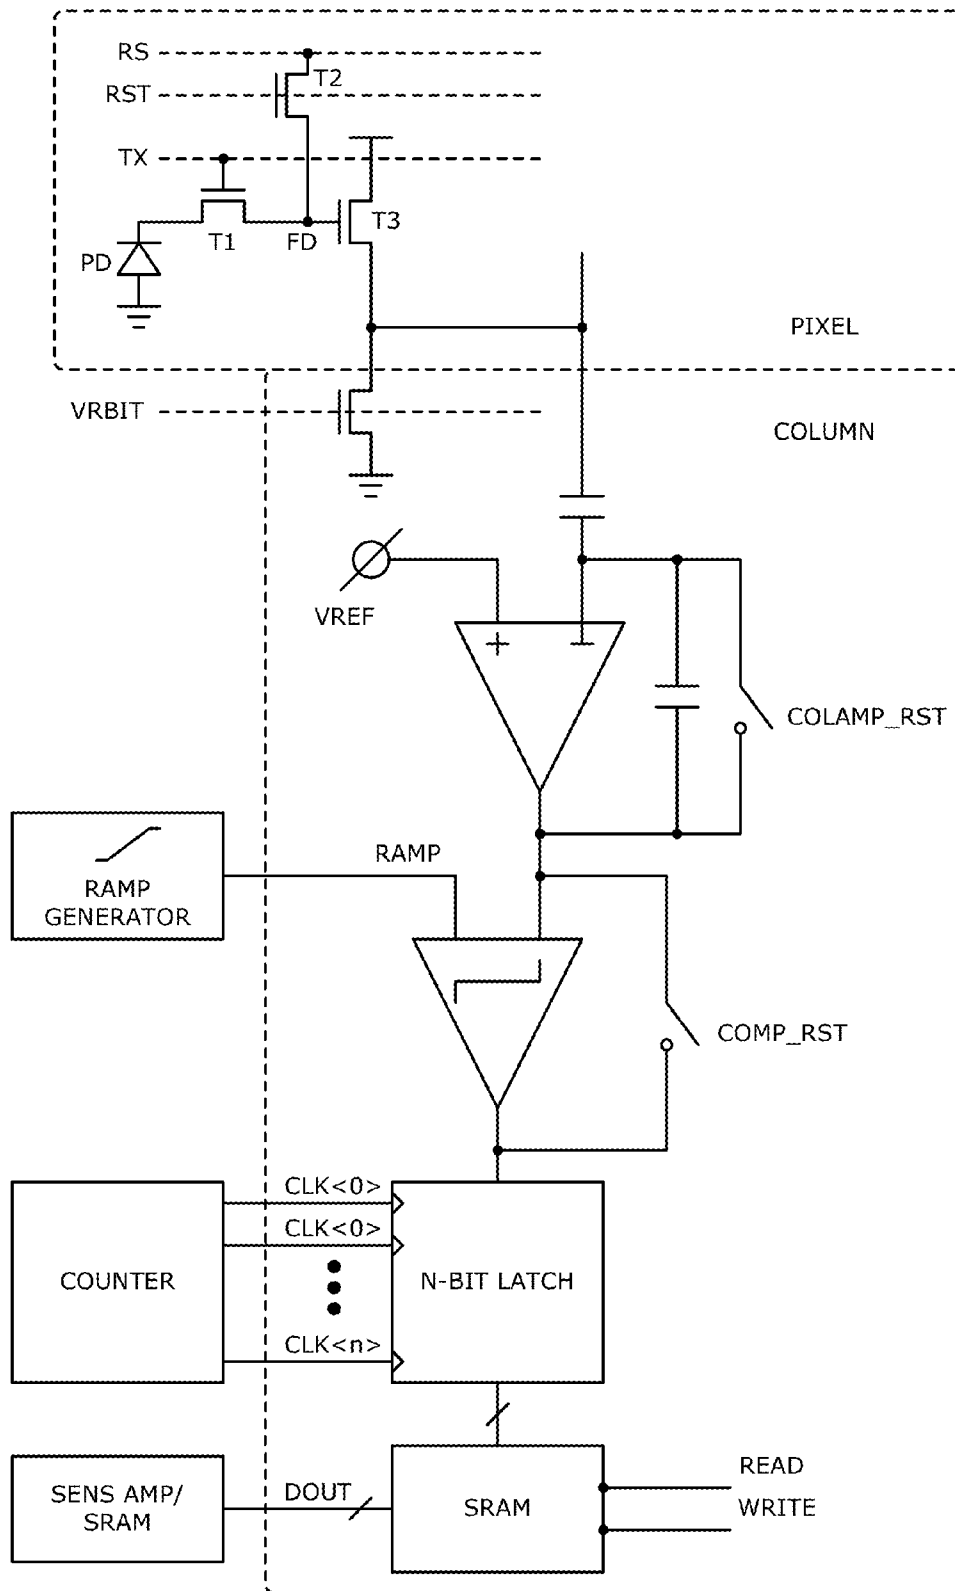 RS
T2
RST
TX
T3
T1
FD
PD
PIXEL
VRBIT
COLUMN
VREF
+
COLAMP_RST
RAMP
RAMP
GENERATOR
COMP_RST
CLK<0>
CLK<0>
COUNTER
N-BIT LATCH
CLK<n>
READ
DOUT
SENS AMP/
SRAM
SRAM
WRITE